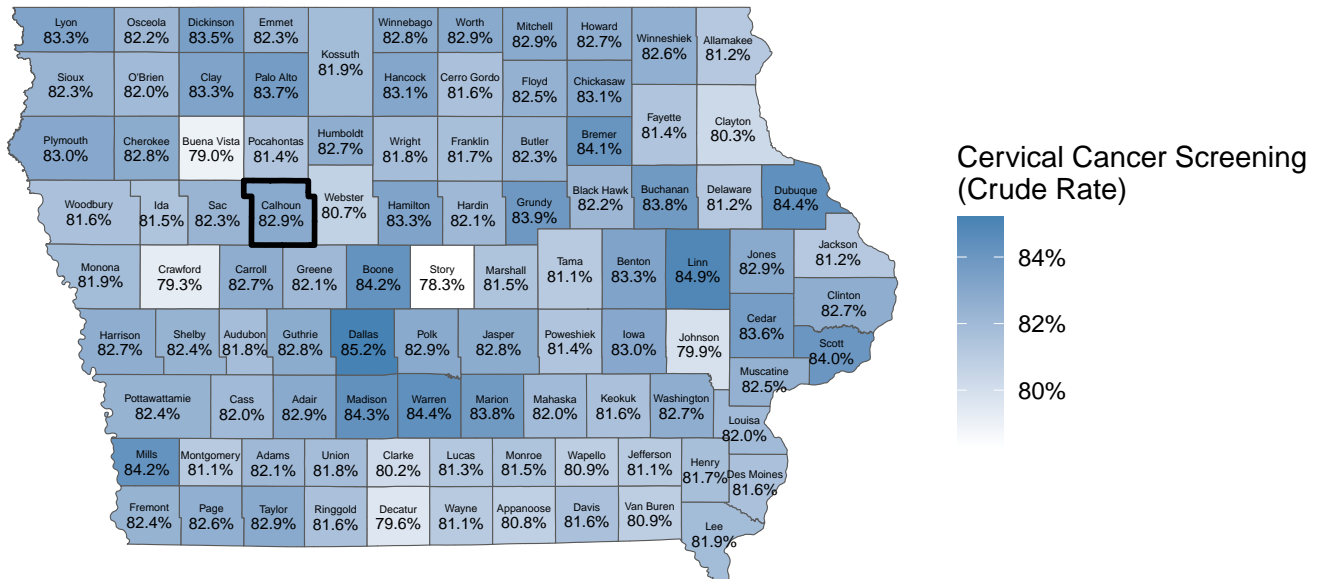 Lyon
83.3%
Osceola
82.2%
Dickinson
83.5%
Emmet
82.3%
Kossuth
81.9%
Winnebago
82.8%
Worth
82.9%
Mitchell
82.9%
Howard
82.7%
Winneshiek
82.6%
Allamakee
81.2%
Sioux
82.3%
O'Brien
82.0%
Clay
83.3%
Palo Alto
83.7%
Hancock
83.1%
Cerro Gordo
81.6%
Floyd
82.5%
Chickasaw
83.1%
Fayette
81.4%
Clayton
80.3%
Plymouth
83.0%
Cherokee
82.8%
Buena Vista
79.0%
Pocahontas
81.4%
Humboldt
82.7%
Wright
81.8%
Franklin
81.7%
Butler
82.3%
Bremer
84.1%
Woodbury
81.6%
Ida
81.5%
Sac
82.3%
Calhoun
82.9%
Webster
80.7%
Hamilton
83.3%
Hardin
82.1%
Grundy
83.9%
Black Hawk
82.2%
Buchanan
83.8%
Delaware
81.2%
Dubuque
84.4%
Monona
81.9%
Crawford
79.3%
Carroll
82.7%
Greene
82.1%
Boone
84.2%
Story
78.3%
Marshall
81.5%
Tama
81.1%
Benton
83.3%
Linn
84.9%
Jones
82.9%
Jackson
81.2%
Clinton
82.7%
Harrison
82.7%
Shelby
82.4%
Audubon
81.8%
Guthrie
82.8%
Dallas
85.2%
Polk
82.9%
Jasper
82.8%
Poweshiek
81.4%
Iowa
83.0%
Johnson
79.9%
Cedar
83.6%
Scott
84.0%
Muscatine
82.5%
Pottawattamie
82.4%
Cass
82.0%
Adair
82.9%
Madison
84.3%
Warren
84.4%
Marion
83.8%
Mahaska
82.0%
Keokuk
81.6%
Washington
82.7%
Louisa
82.0%
Mills
84.2%
Montgomery
81.1%
Adams
82.1%
Union
81.8%
Clarke
80.2%
Lucas
81.3%
Monroe
81.5%
Wapello
80.9%
Jefferson
81.1%
Henry
81.7%
Des Moines
81.6%
Fremont
82.4%
Page
82.6%
Taylor
82.9%
Ringgold
81.6%
Decatur
79.6%
Wayne
81.1%
Appanoose
80.8%
Davis
81.6%
Van Buren
80.9%
Lee
81.9%
Cervical Cancer Screening
(Crude Rate)
84%
82%
80%